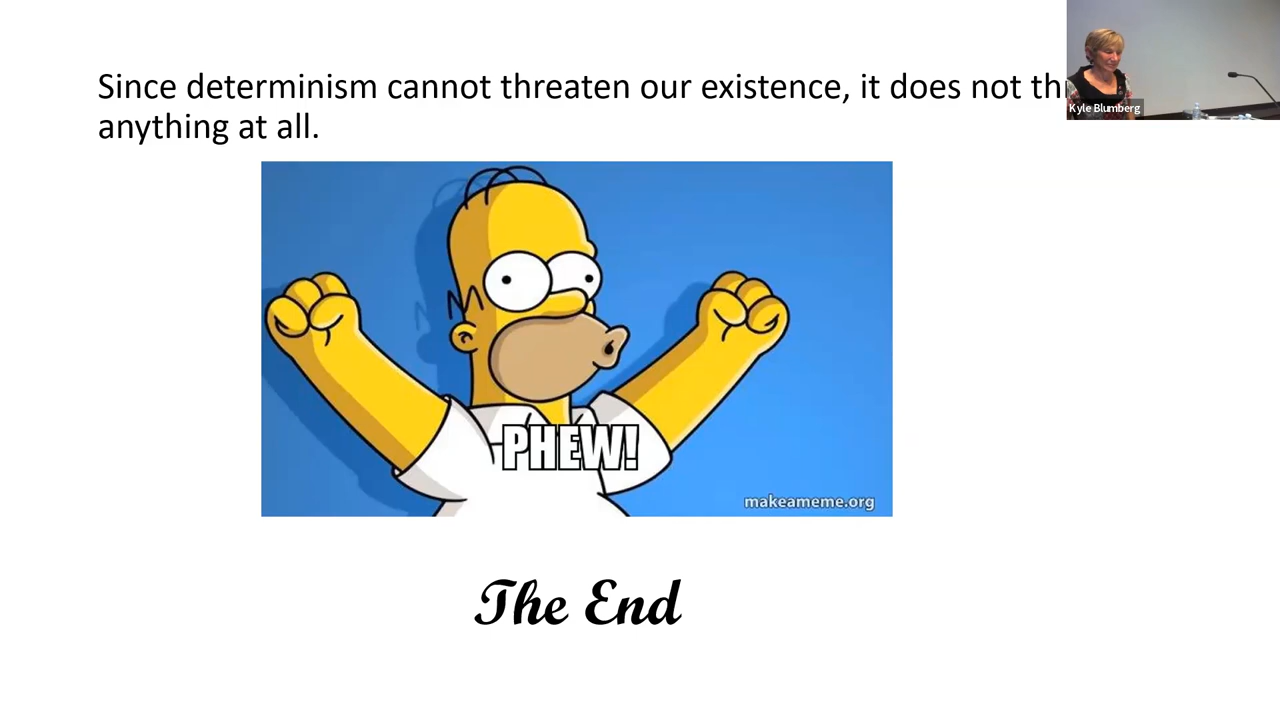 Since determinism cannot threaten our existence, it does not
anything at all.
Kyle Blumberg
PHEW!
makeameme.org
The End